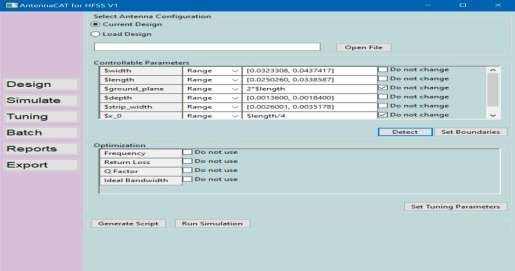 AntennaCAT for HFSS V1
Select Antenna Configuration
Current Design
Load Design
Open File
Controllable Parameters
$width Range [0.0323308, 0.0437417] Do not change
$length Range [0.0250260, 0.0338587] Do not change
$ground_plane Range 2*$length Do not change
$depth Range [0.0013600, 0.0018400] Do not change
$strip_width Range [0.0026001, 0.0035178] Do not change
$x_0 Range $length/4 Do not change
Detect Set Boundaries
Design
Simulate
Tuning
Batch
Reports
Export
Optimization
Frequency Do not use
Return Loss Do not use
Q Factor Do not use
Ideal Bandwidth Do not use
Set Tuning Parameters
Generate Script Run Simulation